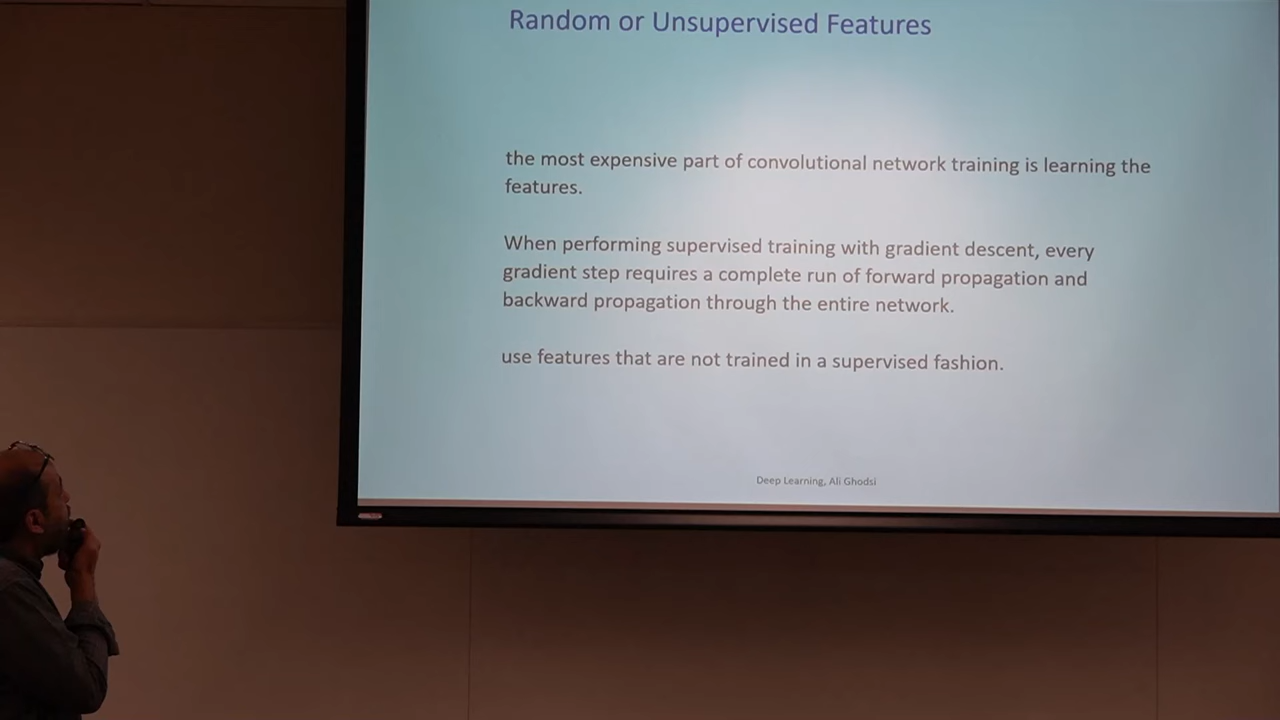 Random or Unsupervised Features
the most expensive part of convolutional network training is learning the
features.
When performing supervised training with gradient descent, every
gradient step requires a complete run of forward propagation and
backward propagation through the entire network.
use features that are not trained in a supervised fashion.
Deep Learning, Ali Ghodsi